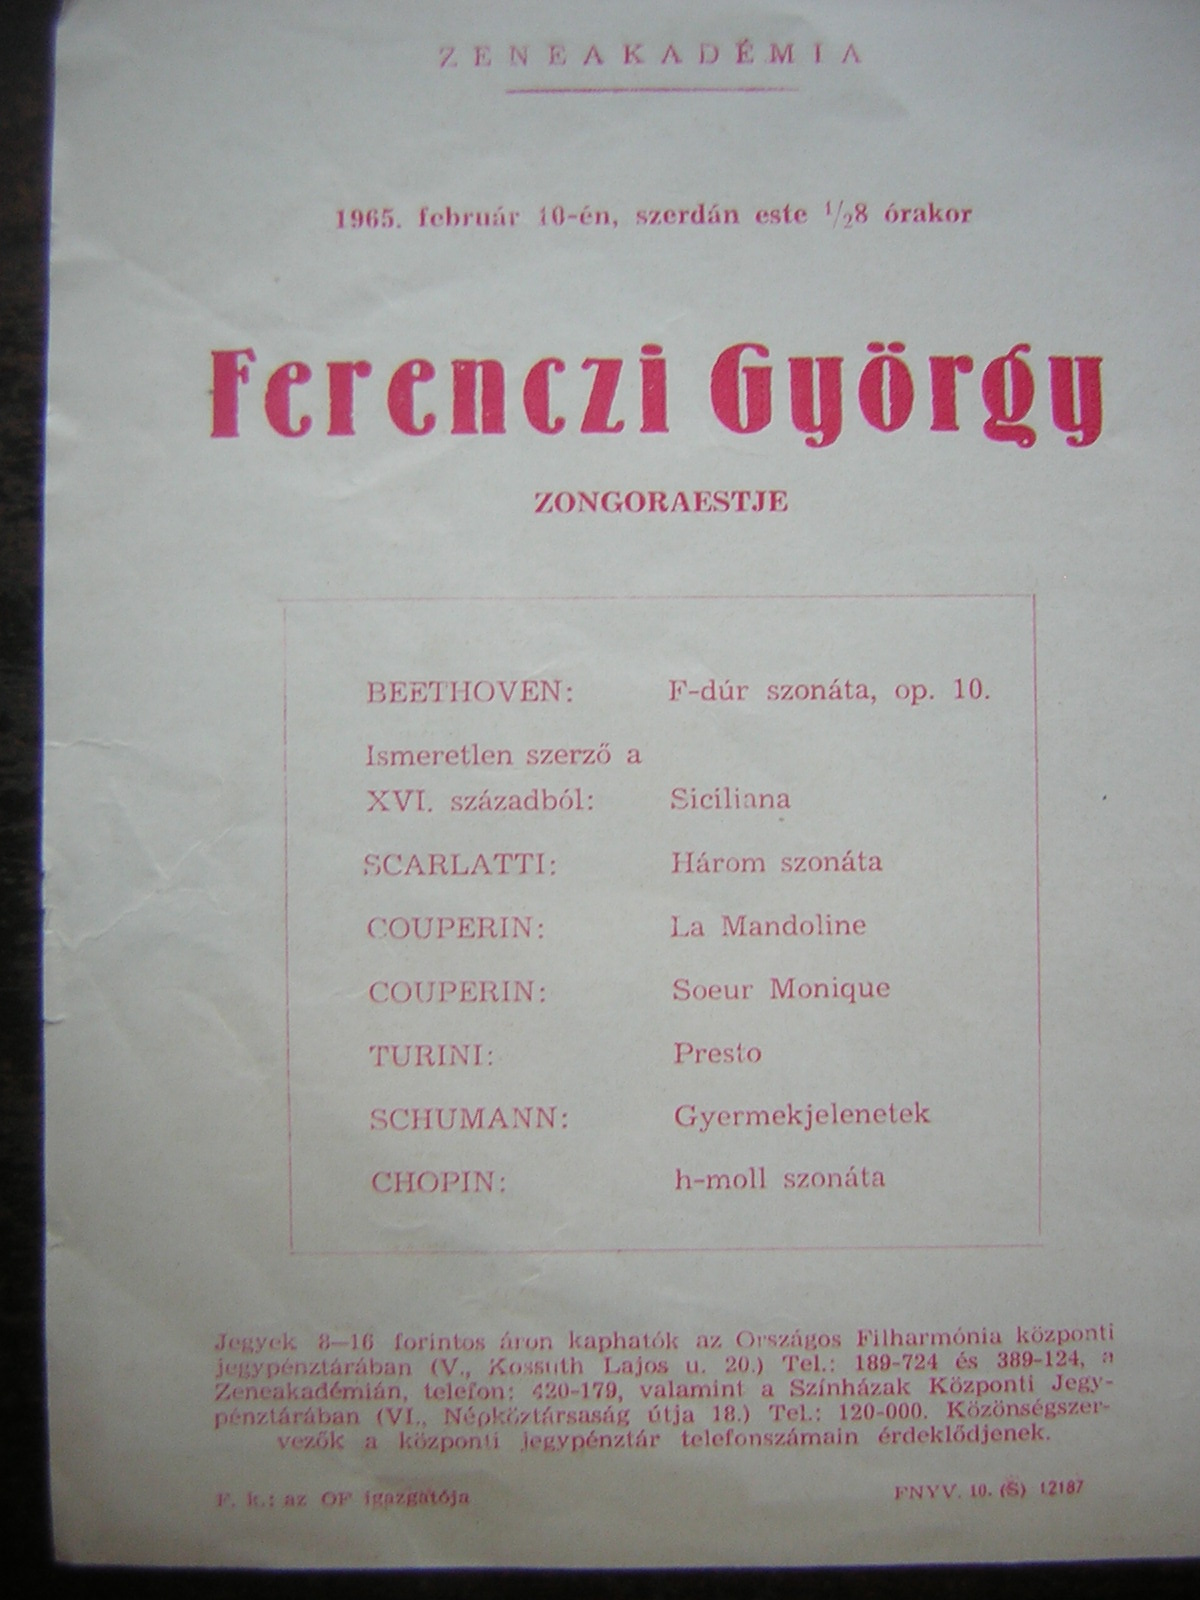 ZENEAKADÉMIA
1965. február 10-én, szerdán este 1/2 8 órakor
Ferenczi György
ZONGORAESTJE
BEETHOVEN: F-dúr szonáta, op. 10.
Ismeretlen szerző a
XVI. századból: Siciliana
SCARLATTI: Három szonáta
COUPERIN: La Mandoline
COUPERIN: Soeur Monique
TURINI: Presto
SCHUMANN: Gyermekjelenetek
CHOPIN: h-moll szonáta
Jegyek 8—16 forintos áron kaphatók az Országos Filharmónia központi
jegypénztárában (V., Kossuth Lajos u. 20.) Tel.: 189-724 és 389-124, a
Zeneakadémián, telefon: 420-179, valamint a Színházak Központi Jegy-
pénztárában (VI., Népköztársaság útja 18.) Tel.: 120-000. Közönségszer-
vezők a központi jegypénztár telefonszámain érdeklődjenek.
F. k.: az OF igazgatója
FNYV. 10. (S) 12187